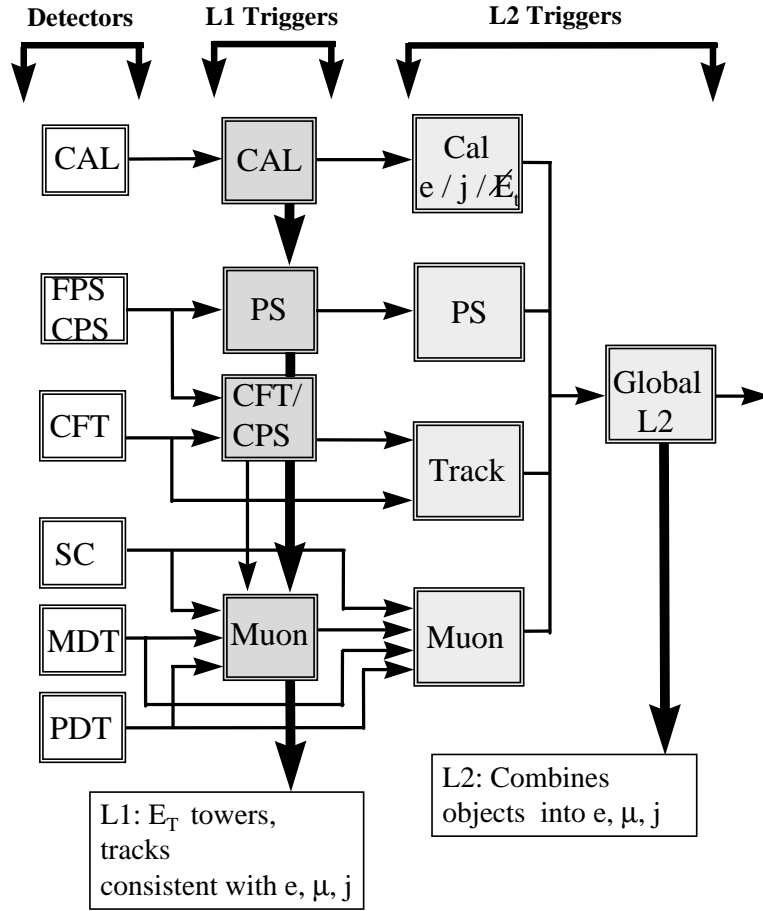 Detectors
L1 Triggers
L2 Triggers
CAL
CAL
Cal
e / j / E̸t
FPS
CPS
PS
PS
CFT
CFT/
CPS
Track
Global
L2
SC
MDT
PDT
Muon
Muon
L1: ET towers,
tracks
consistent with e, μ, j
L2: Combines
objects into e, μ, j